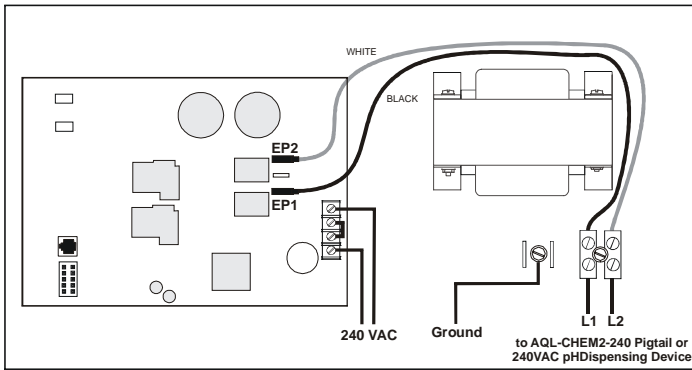 WHITE
BLACK
EP2
EP1
240 VAC
Ground
L1 L2
to AQL-CHEM2-240 Pigtail or
240VAC pHDispensing Device